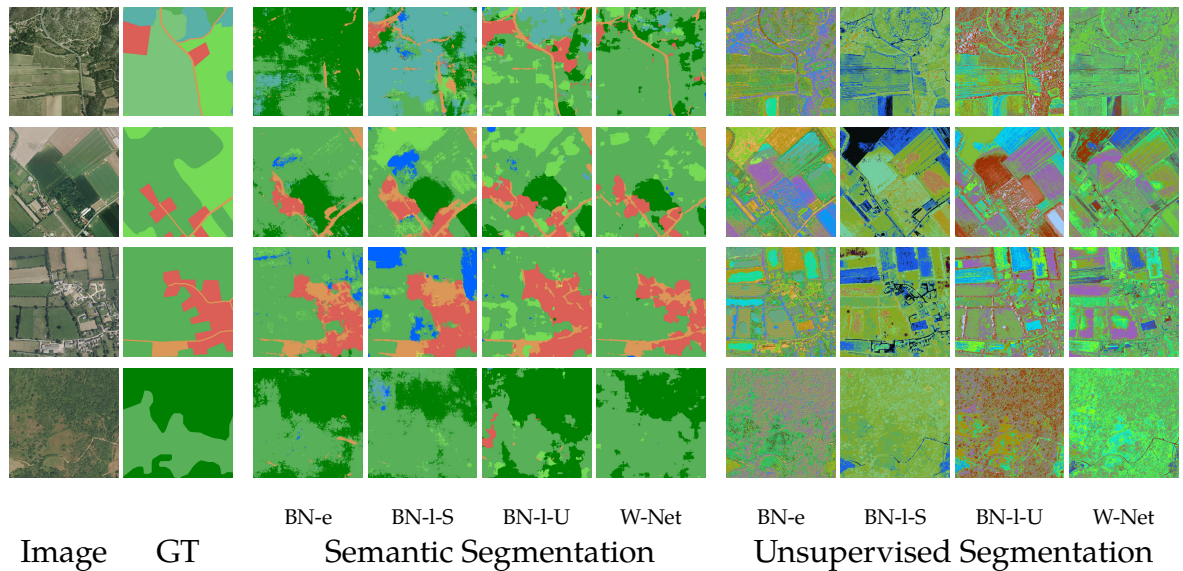 BN-e BN-l-S BN-l-U W-Net BN-e BN-l-S BN-l-U W-Net
Image GT Semantic Segmentation Unsupervised Segmentation